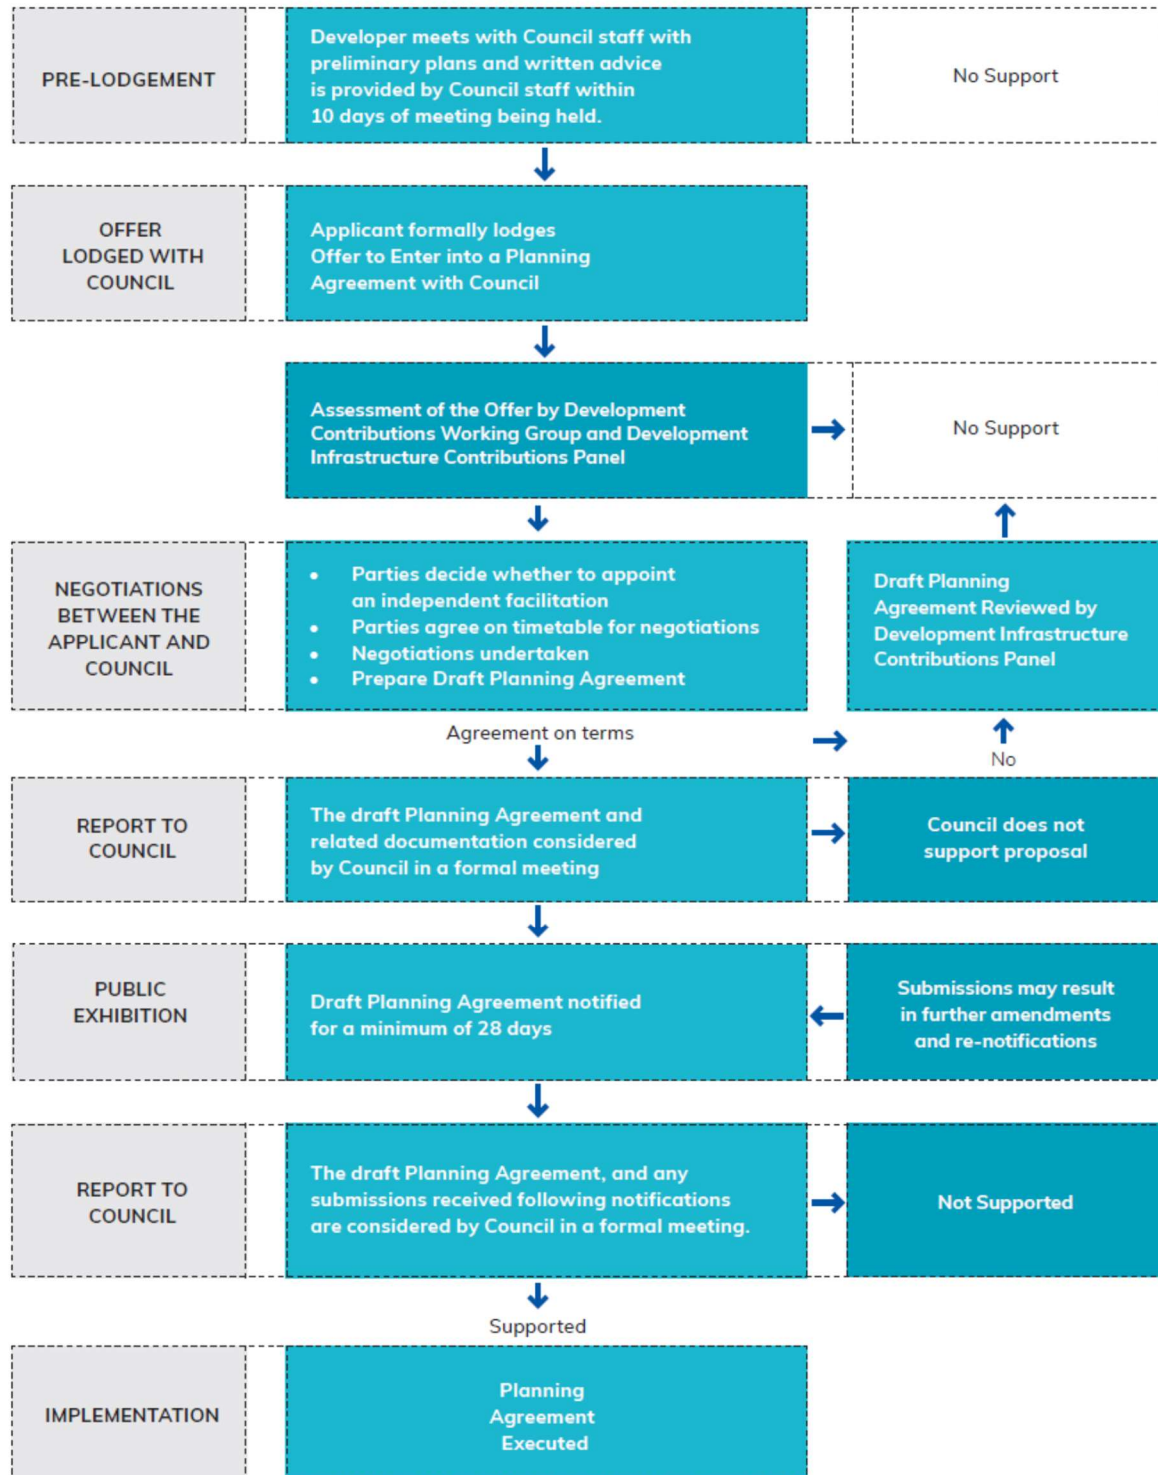 PRE-LODGEMENT
Developer meets with Council staff with
preliminary plans and written advice
is provided by Council staff within
10 days of meeting being held.
No Support
OFFER
LODGED WITH
COUNCIL
Applicant formally lodges
Offer to Enter into a Planning
Agreement with Council
Assessment of the Offer by Development
Contributions Working Group and Development
Infrastructure Contributions Panel
No Support
NEGOTIATIONS
BETWEEN THE
APPLICANT AND
COUNCIL
• Parties decide whether to appoint
an independent facilitation
• Parties agree on timetable for negotiations
• Negotiations undertaken
• Prepare Draft Planning Agreement
Draft Planning
Agreement Reviewed by
Development Infrastructure
Contributions Panel
Agreement on terms
No
REPORT TO
COUNCIL
The draft Planning Agreement and
related documentation considered
by Council in a formal meeting
Council does not
support proposal
PUBLIC
EXHIBITION
Draft Planning Agreement notified
for a minimum of 28 days
Submissions may result
in further amendments
and re-notifications
REPORT TO
COUNCIL
The draft Planning Agreement, and any
submissions received following notifications
are considered by Council in a formal meeting.
Not Supported
Supported
IMPLEMENTATION
Planning
Agreement
Executed